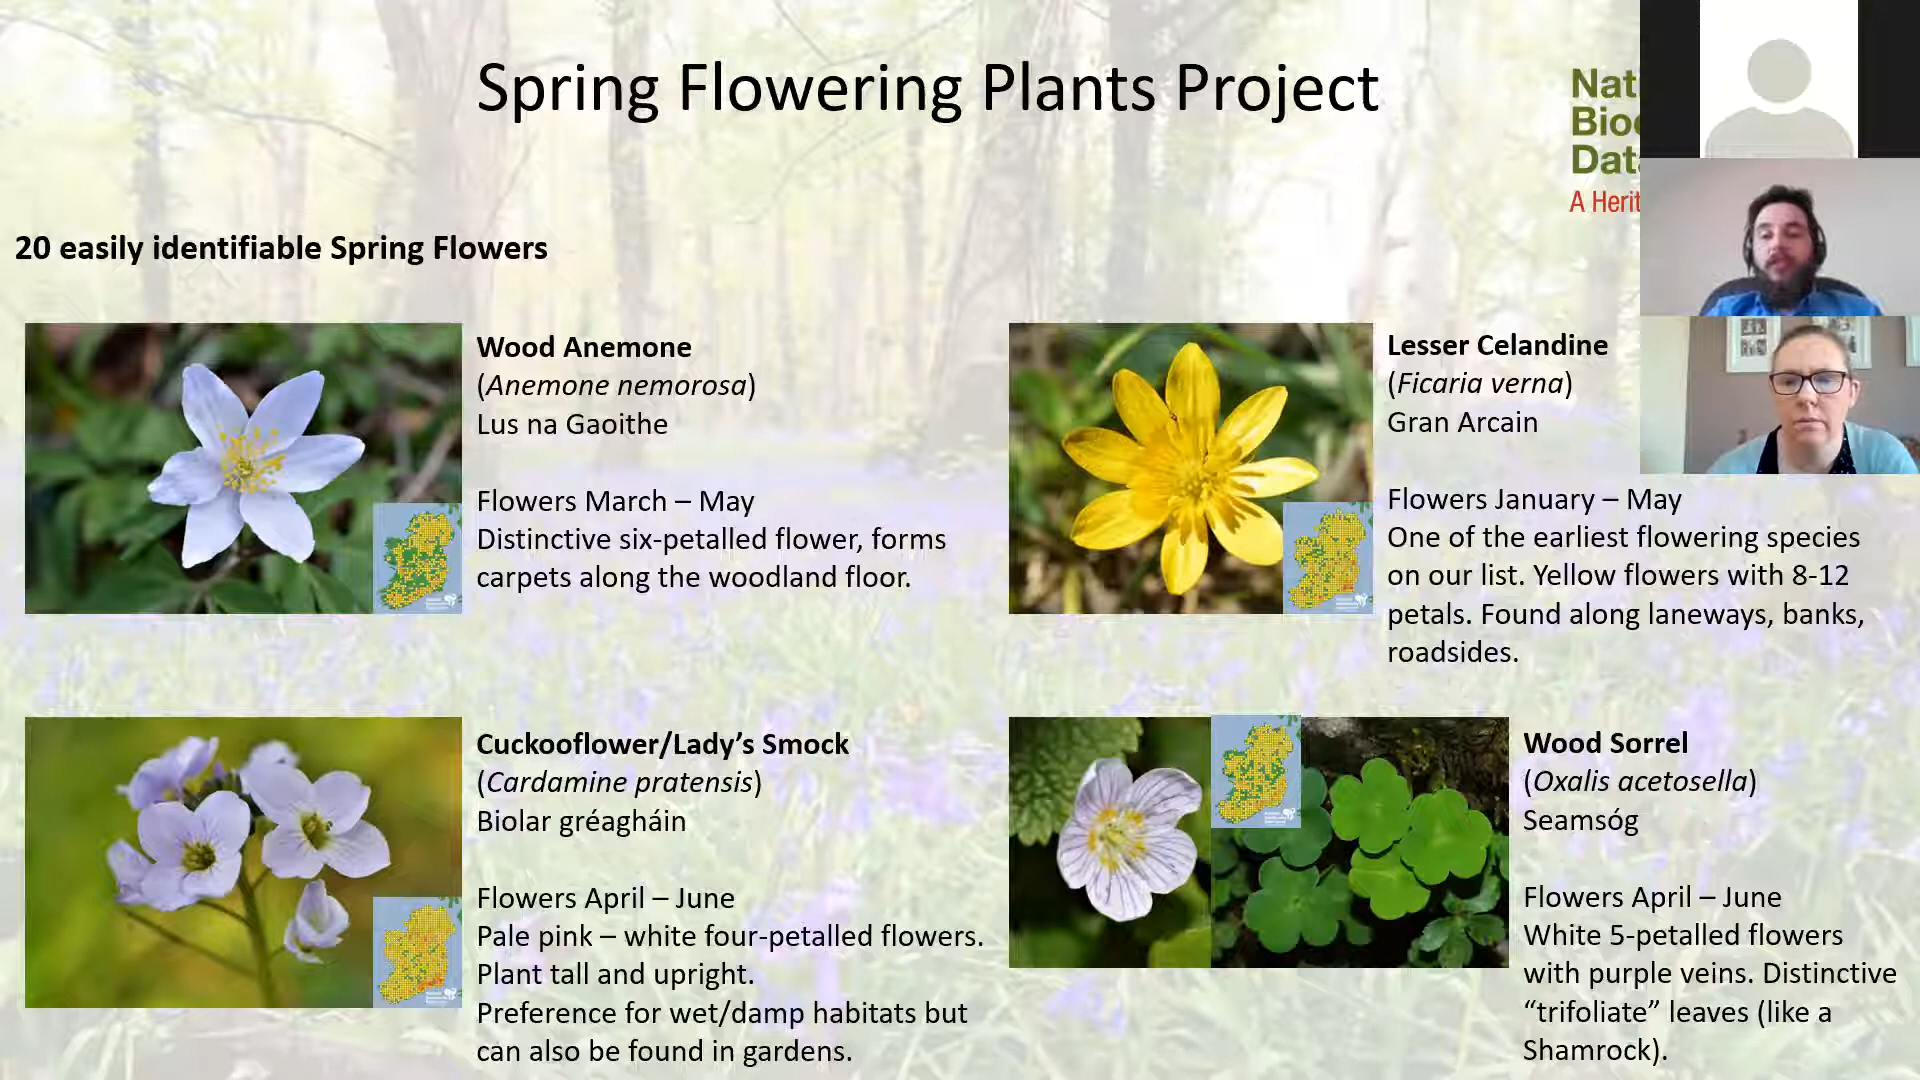 Spring Flowering Plants Project
Nat
Bio
Dat
A Herit
20 easily identifiable Spring Flowers
Wood Anemone
(Anemone nemorosa)
Lus na Gaoithe
Flowers March – May
Distinctive six-petalled flower, forms
carpets along the woodland floor.
Lesser Celandine
(Ficaria verna)
Gran Arcain
Flowers January – May
One of the earliest flowering species
on our list. Yellow flowers with 8-12
petals. Found along laneways, banks,
roadsides.
Cuckooflower/Lady’s Smock
(Cardamine pratensis)
Biolar gréagháin
Flowers April – June
Pale pink – white four-petalled flowers.
Plant tall and upright.
Preference for wet/damp habitats but
can also be found in gardens.
Wood Sorrel
(Oxalis acetosella)
Seamsóg
Flowers April – June
White 5-petalled flowers
with purple veins. Distinctive
“trifoliate” leaves (like a
Shamrock).